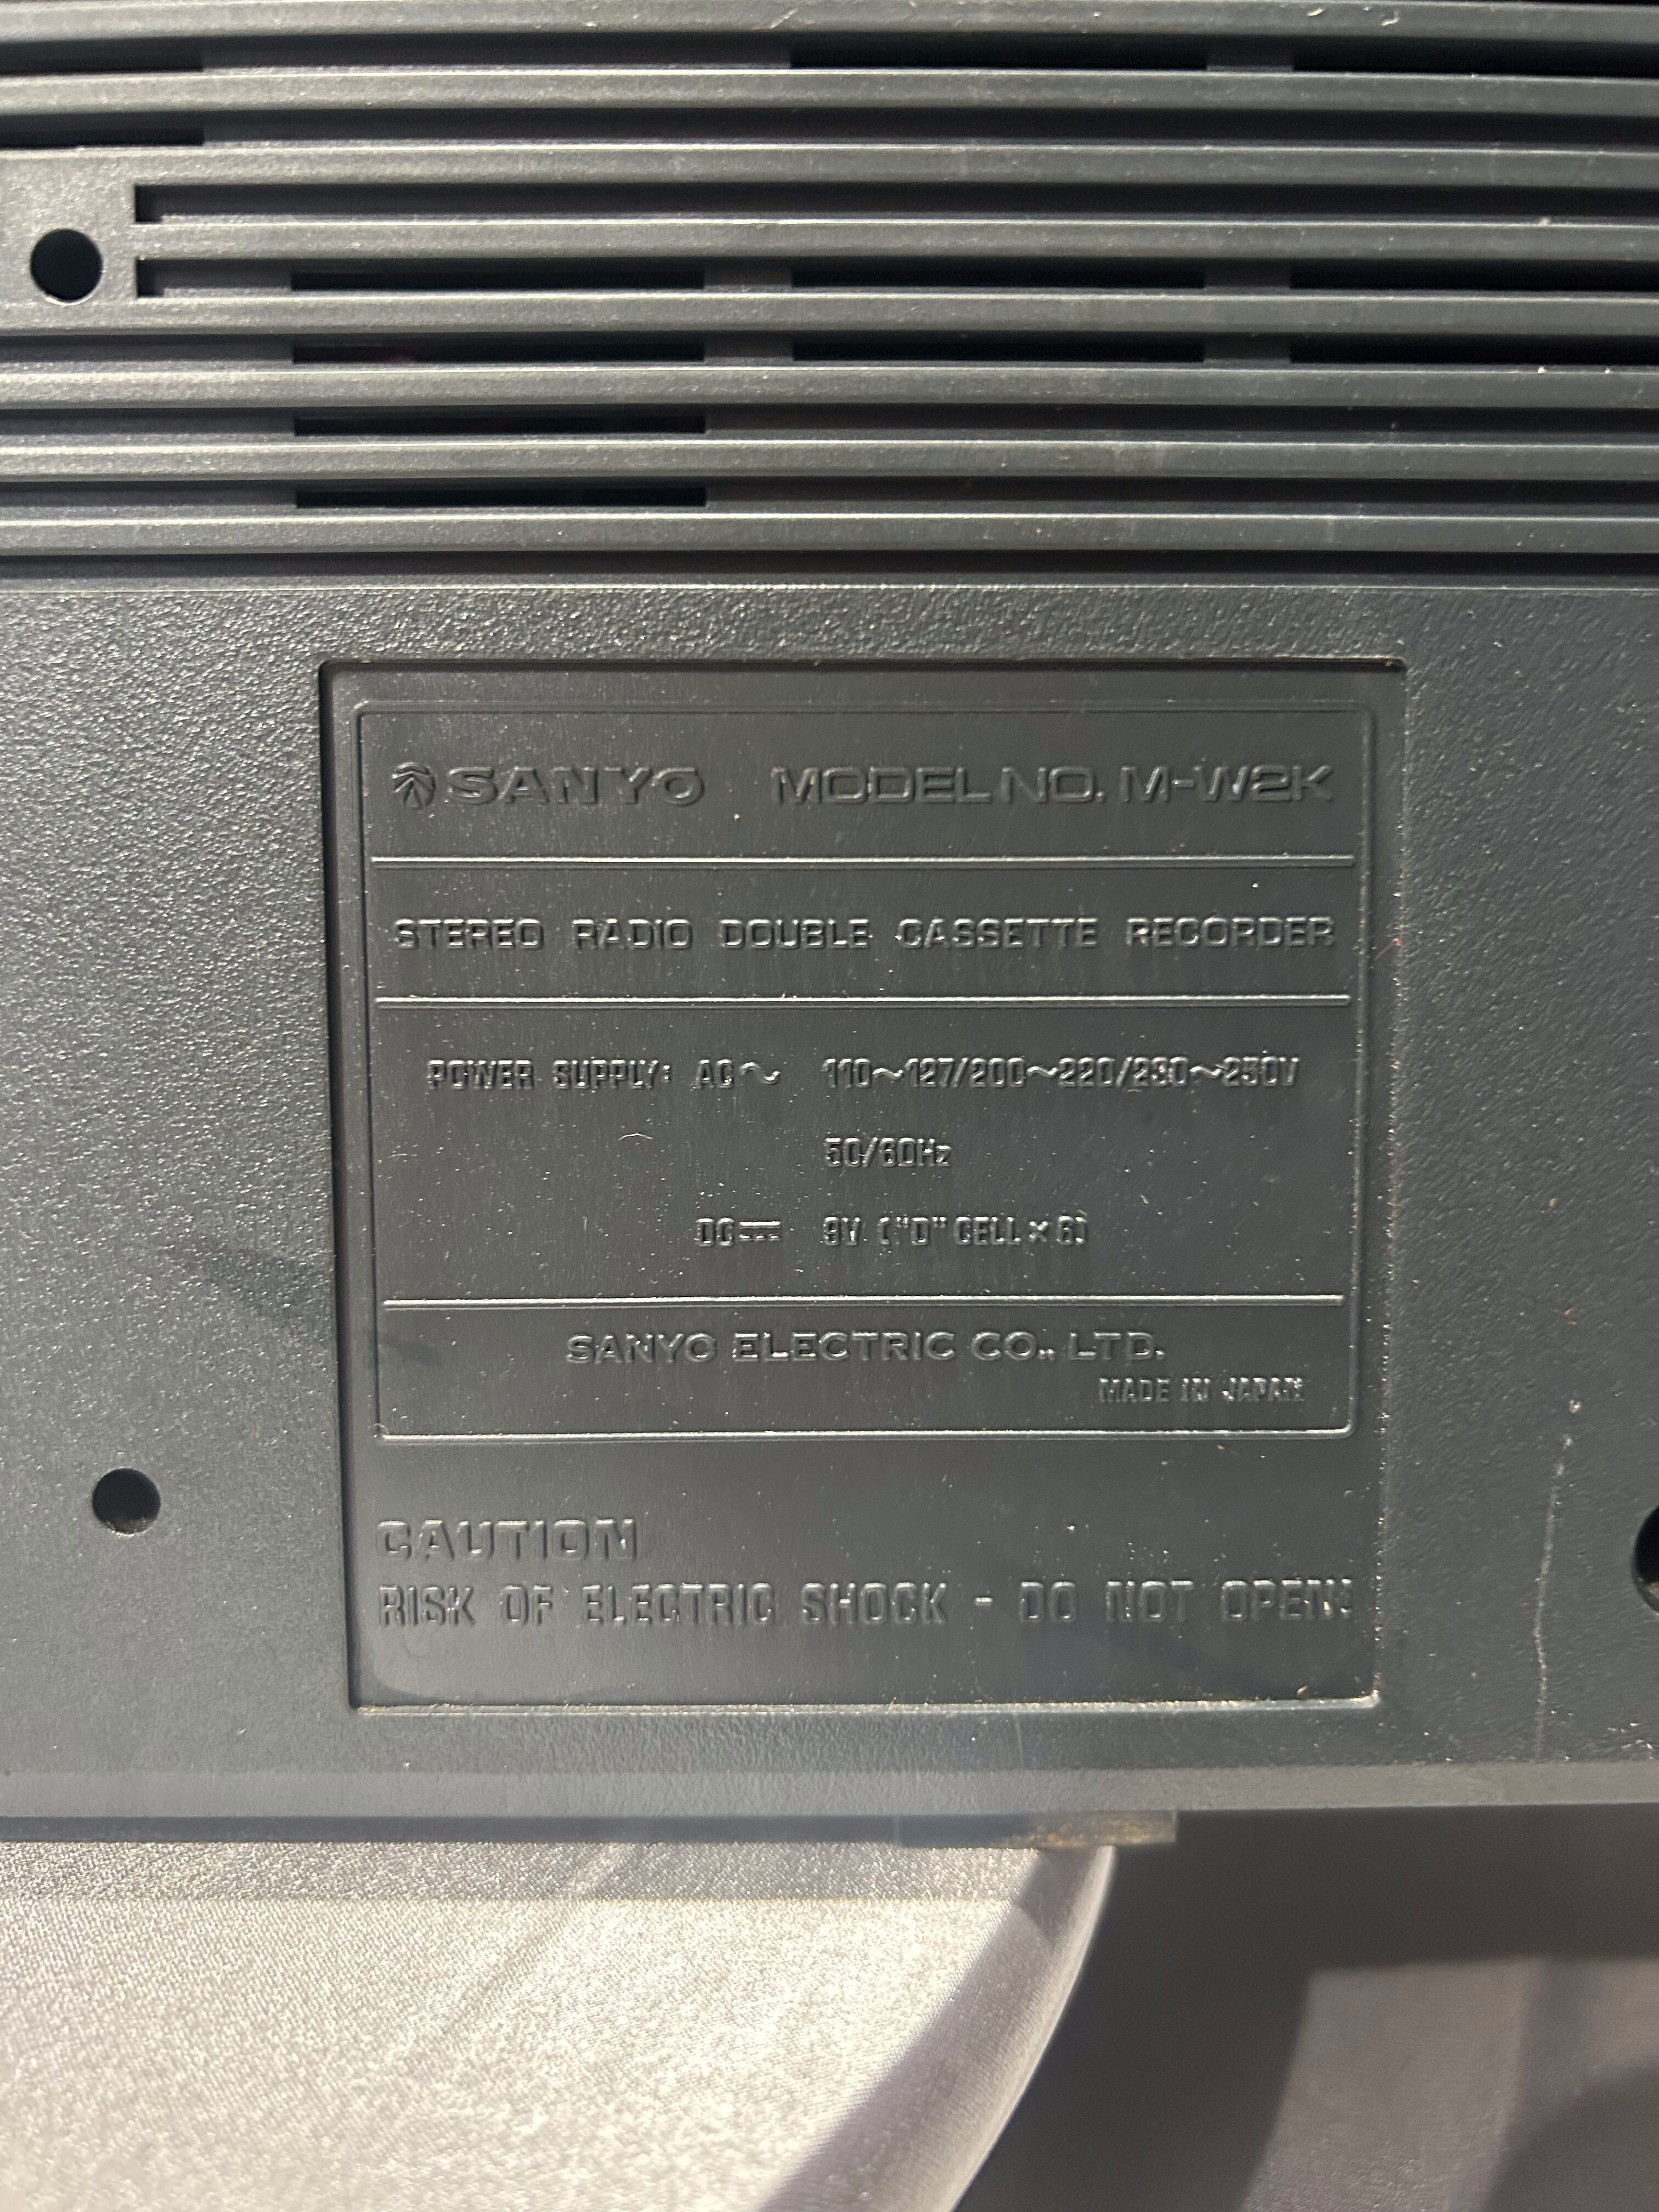 SANYO MODEL NO. M-W2K
STEREO RADIO DOUBLE CASSETTE RECORDER
POWER SUPPLY: AC～ 110～127/200～220/230～250V
50/60Hz
DC⎓ 9V ("D" CELL × 6)
SANYO ELECTRIC CO., LTD.
MADE IN JAPAN
CAUTION
RISK OF ELECTRIC SHOCK - DO NOT OPEN!